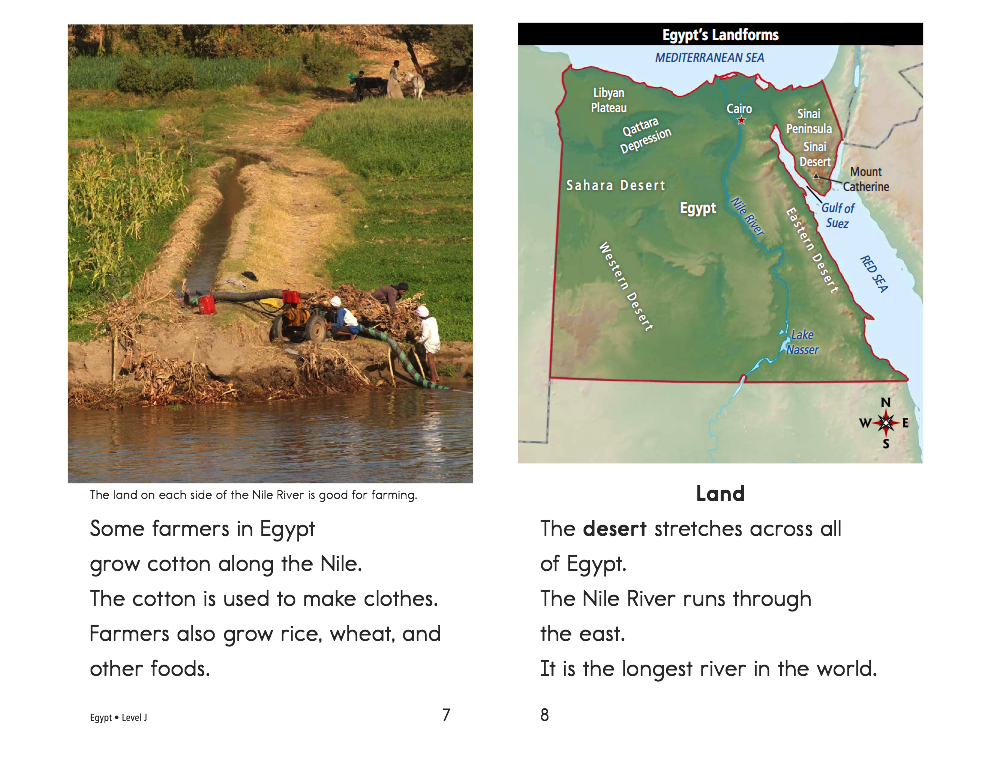 The land on each side of the Nile River is good for farming.
Some farmers in Egypt
grow cotton along the Nile.
The cotton is used to make clothes.
Farmers also grow rice, wheat, and
other foods.
Egypt • Level J
7
Egypt's Landforms
MEDITERRANEAN SEA
Libyan
Plateau
Qattara
Depression
Cairo
Sinai
Peninsula
Sinai
Desert
Mount
Catherine
Sahara Desert
Egypt
Nile River
Gulf of
Suez
Eastern Desert
Western Desert
RED SEA
Lake
Nasser
N
W
E
S
Land
The desert stretches across all
of Egypt.
The Nile River runs through
the east.
It is the longest river in the world.
8